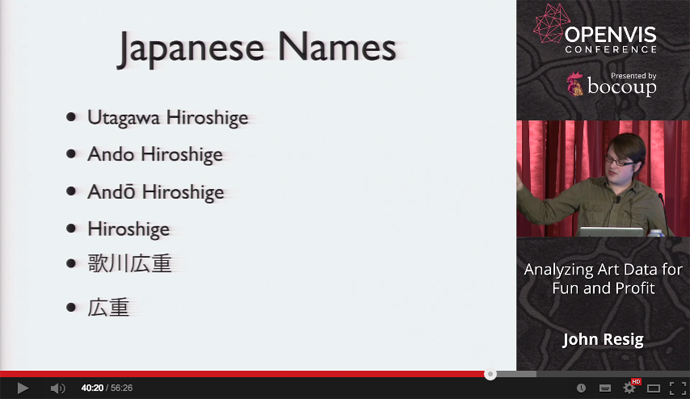 Japanese Names
• Utagawa Hiroshige
• Ando Hiroshige
• Andō Hiroshige
• Hiroshige
• 歌川広重
• 広重
OPENVIS
CONFERENCE
Presented by
bocoup
Analyzing Art Data for
Fun and Profit
John Resig
40:20 / 56:26
HD